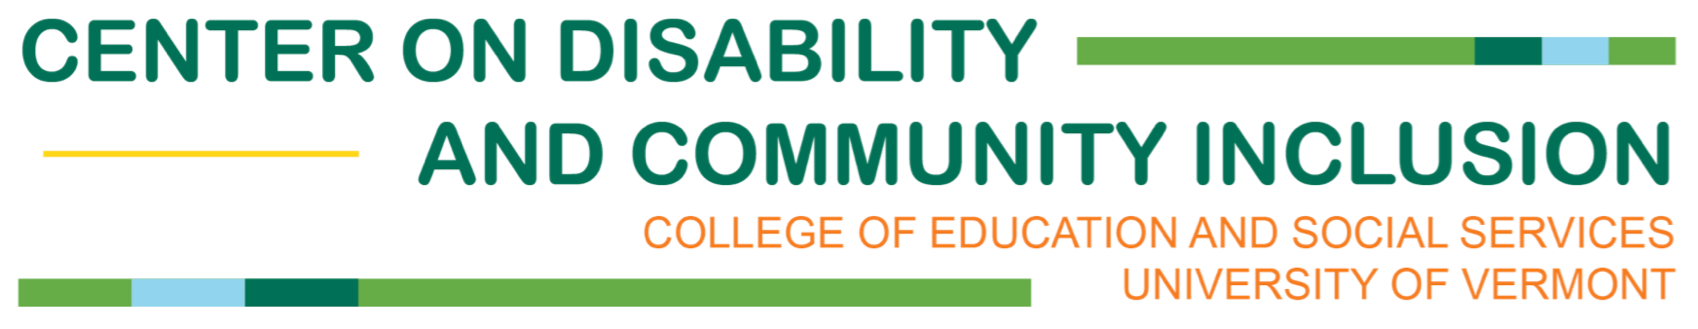 CENTER ON DISABILITY
AND COMMUNITY INCLUSION
COLLEGE OF EDUCATION AND SOCIAL SERVICES
UNIVERSITY OF VERMONT